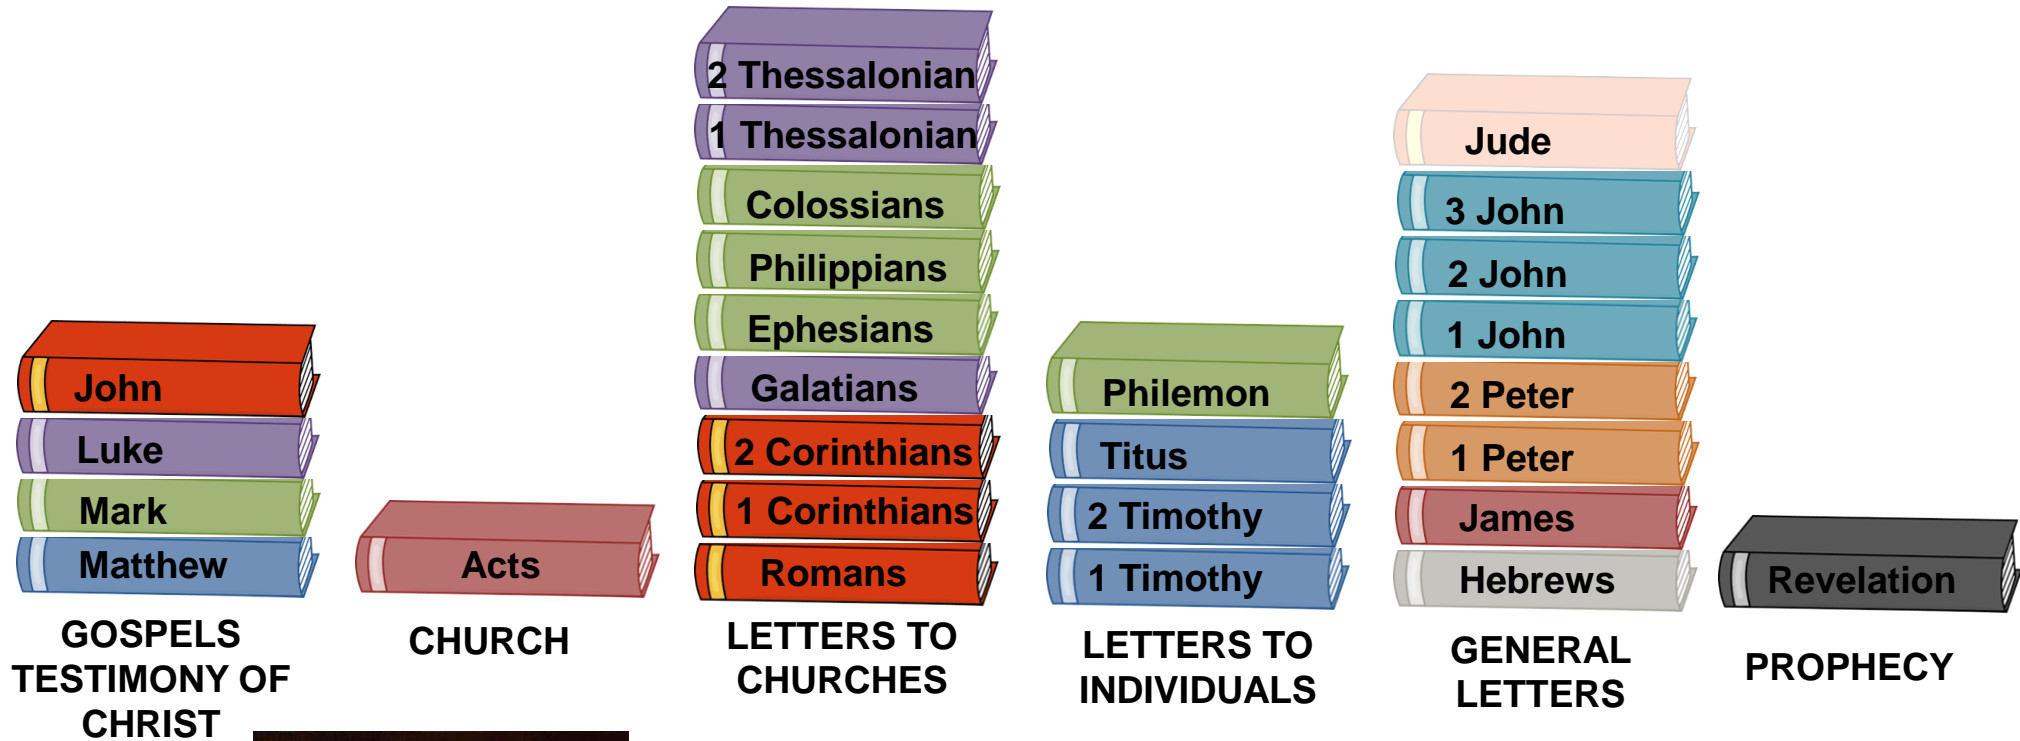 John
Luke
Mark
Matthew
GOSPELS
TESTIMONY OF
CHRIST
Acts
CHURCH
2 Thessalonian
1 Thessalonian
Colossians
Philippians
Ephesians
Galatians
2 Corinthians
1 Corinthians
Romans
LETTERS TO
CHURCHES
Philemon
Titus
2 Timothy
1 Timothy
LETTERS TO
INDIVIDUALS
Jude
3 John
2 John
1 John
2 Peter
1 Peter
James
Hebrews
GENERAL
LETTERS
Revelation
PROPHECY